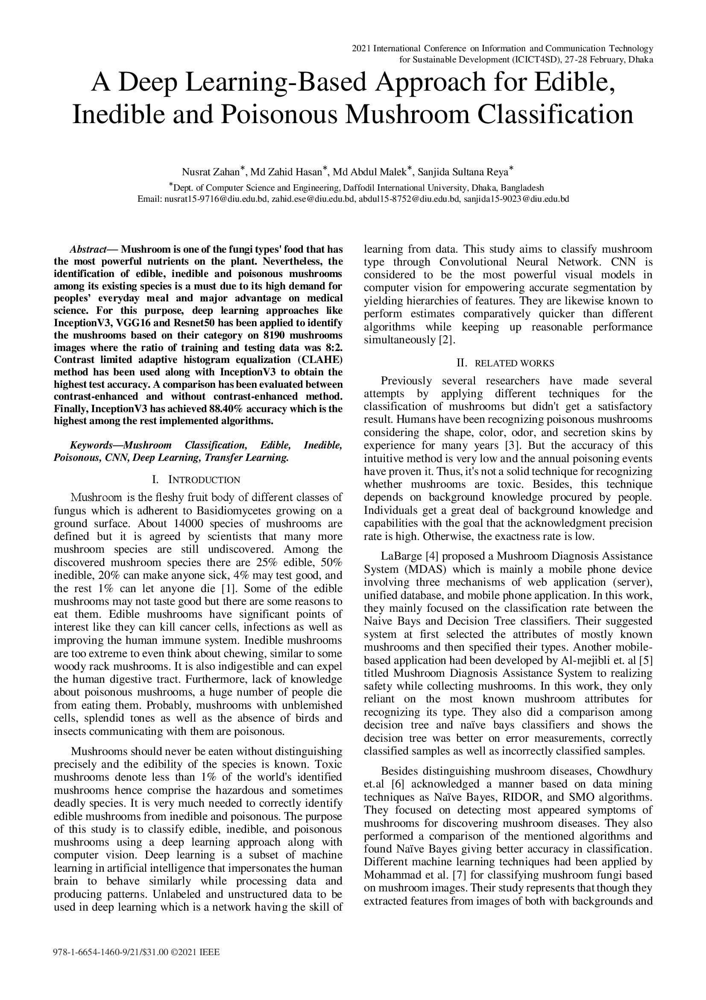 2021 International Conference on Information and Communication Technology
for Sustainable Development (ICICT4SD), 27-28 February, Dhaka
A Deep Learning-Based Approach for Edible,
Inedible and Poisonous Mushroom Classification
Nusrat Zahan*, Md Zahid Hasan*, Md Abdul Malek*, Sanjida Sultana Reya*
*Dept. of Computer Science and Engineering, Daffodil International University, Dhaka, Bangladesh
Email: nusrat15-9716@diu.edu.bd, zahid.ese@diu.edu.bd, abdul15-8752@diu.edu.bd, sanjida15-9023@diu.edu.bd
Abstract— Mushroom is one of the fungi types' food that has
the most powerful nutrients on the plant. Nevertheless, the
identification of edible, inedible and poisonous mushrooms
among its existing species is a must due to its high demand for
peoples’ everyday meal and major advantage on medical
science. For this purpose, deep learning approaches like
InceptionV3, VGG16 and Resnet50 has been applied to identify
the mushrooms based on their category on 8190 mushrooms
images where the ratio of training and testing data was 8:2.
Contrast limited adaptive histogram equalization (CLAHE)
method has been used along with InceptionV3 to obtain the
highest test accuracy. A comparison has been evaluated between
contrast-enhanced and without contrast-enhanced method.
Finally, InceptionV3 has achieved 88.40% accuracy which is the
highest among the rest implemented algorithms.
Keywords—Mushroom Classification, Edible, Inedible,
Poisonous, CNN, Deep Learning, Transfer Learning.
I. INTRODUCTION
Mushroom is the fleshy fruit body of different classes of
fungus which is adherent to Basidiomycetes growing on a
ground surface. About 14000 species of mushrooms are
defined but it is agreed by scientists that many more
mushroom species are still undiscovered. Among the
discovered mushroom species there are 25% edible, 50%
inedible, 20% can make anyone sick, 4% may test good, and
the rest 1% can let anyone die [1]. Some of the edible
mushrooms may not taste good but there are some reasons to
eat them. Edible mushrooms have significant points of
interest like they can kill cancer cells, infections as well as
improving the human immune system. Inedible mushrooms
are too extreme to even think about chewing, similar to some
woody rack mushrooms. It is also indigestible and can expel
the human digestive tract. Furthermore, lack of knowledge
about poisonous mushrooms, a huge number of people die
from eating them. Probably, mushrooms with unblemished
cells, splendid tones as well as the absence of birds and
insects communicating with them are poisonous.
Mushrooms should never be eaten without distinguishing
precisely and the edibility of the species is known. Toxic
mushrooms denote less than 1% of the world's identified
mushrooms hence comprise the hazardous and sometimes
deadly species. It is very much needed to correctly identify
edible mushrooms from inedible and poisonous. The purpose
of this study is to classify edible, inedible, and poisonous
mushrooms using a deep learning approach along with
computer vision. Deep learning is a subset of machine
learning in artificial intelligence that impersonates the human
brain to behave similarly while processing data and
producing patterns. Unlabeled and unstructured data to be
used in deep learning which is a network having the skill of
learning from data. This study aims to classify mushroom
type through Convolutional Neural Network. CNN is
considered to be the most powerful visual models in
computer vision for empowering accurate segmentation by
yielding hierarchies of features. They are likewise known to
perform estimates comparatively quicker than different
algorithms while keeping up reasonable performance
simultaneously [2].
II. RELATED WORKS
Previously several researchers have made several
attempts by applying different techniques for the
classification of mushrooms but didn't get a satisfactory
result. Humans have been recognizing poisonous mushrooms
considering the shape, color, odor, and secretion skins by
experience for many years [3]. But the accuracy of this
intuitive method is very low and the annual poisoning events
have proven it. Thus, it's not a solid technique for recognizing
whether mushrooms are toxic. Besides, this technique
depends on background knowledge procured by people.
Individuals get a great deal of background knowledge and
capabilities with the goal that the acknowledgment precision
rate is high. Otherwise, the exactness rate is low.
LaBarge [4] proposed a Mushroom Diagnosis Assistance
System (MDAS) which is mainly a mobile phone device
involving three mechanisms of web application (server),
unified database, and mobile phone application. In this work,
they mainly focused on the classification rate between the
Naive Bays and Decision Tree classifiers. Their suggested
system at first selected the attributes of mostly known
mushrooms and then specified their types. Another mobile-
based application had been developed by Al-mejibli et. al [5]
titled Mushroom Diagnosis Assistance System to realizing
safety while collecting mushrooms. In this work, they only
reliant on the most known mushroom attributes for
recognizing its type. They also did a comparison among
decision tree and naïve bays classifiers and shows the
decision tree was better on error measurements, correctly
classified samples as well as incorrectly classified samples.
Besides distinguishing mushroom diseases, Chowdhury
et.al [6] acknowledged a manner based on data mining
techniques as Naïve Bayes, RIDOR, and SMO algorithms.
They focused on detecting most appeared symptoms of
mushrooms for discovering mushroom diseases. They also
performed a comparison of the mentioned algorithms and
found Naïve Bayes giving better accuracy in classification.
Different machine learning techniques had been applied by
Mohammad et al. [7] for classifying mushroom fungi based
on mushroom images. Their study represents that though they
extracted features from images of both with backgrounds and
978-1-6654-1460-9/21/$31.00 ©2021 IEEE